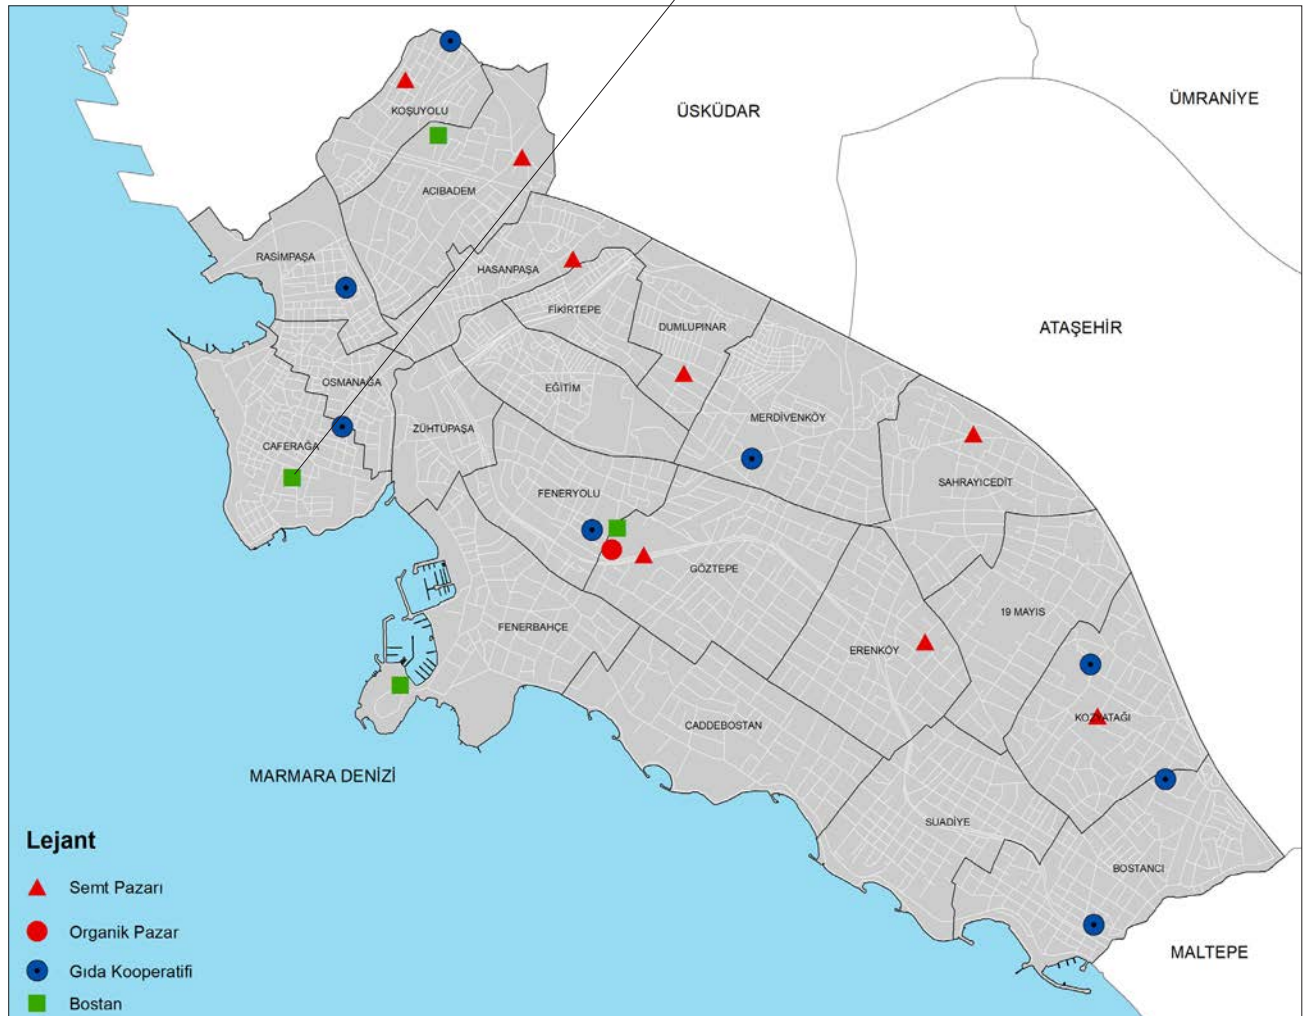 ÜMRANİYE
ÜSKÜDAR
KOŞUYOLU
ACIBADEM
RASİMPAŞA
HASANPAŞA
FİKİRTEPE
DUMLUPINAR
ATAŞEHİR
OSMANAĞA
EĞİTİM
MERDİVENKÖY
ZÜHTÜPAŞA
CAFERAĞA
SAHRAYICEDİT
FENERYOLU
GÖZTEPE
19 MAYIS
FENERBAHÇE
ERENKÖY
KOZYATAĞI
CADDEBOSTAN
MARMARA DENİZİ
SUADİYE
BOSTANCI
MALTEPE
Lejant
Semt Pazarı
Organik Pazar
Gıda Kooperatifi
Bostan